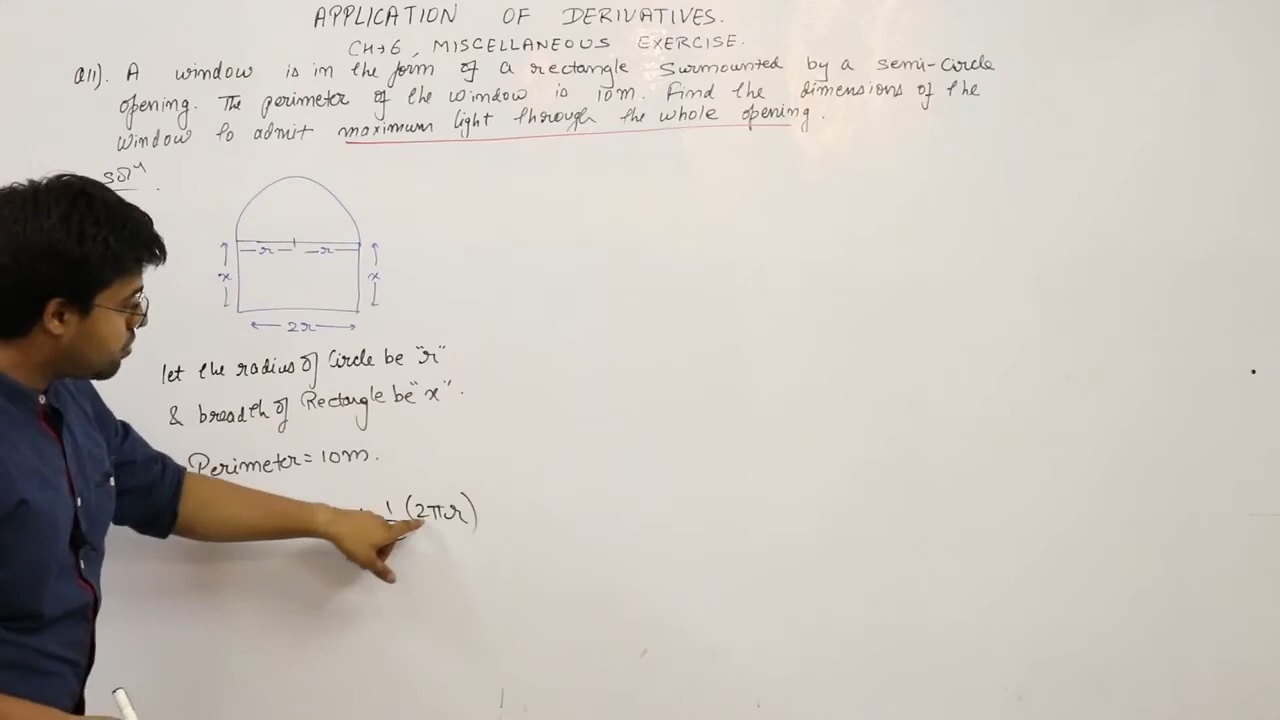 APPLICATION OF DERIVATIVES.
CH→6, MISCELLANEOUS EXERCISE.
Q11). A window is in the form of a rectangle surmounted by a semi-circle
opening. The perimeter of the window is 10m. Find the dimensions of the
window to admit maximum light through the whole opening.
solⁿ
r r
x x
2r
let the radius of Circle be "r"
& breadth of Rectangle be "x".
Perimeter = 10m.
(2πr)